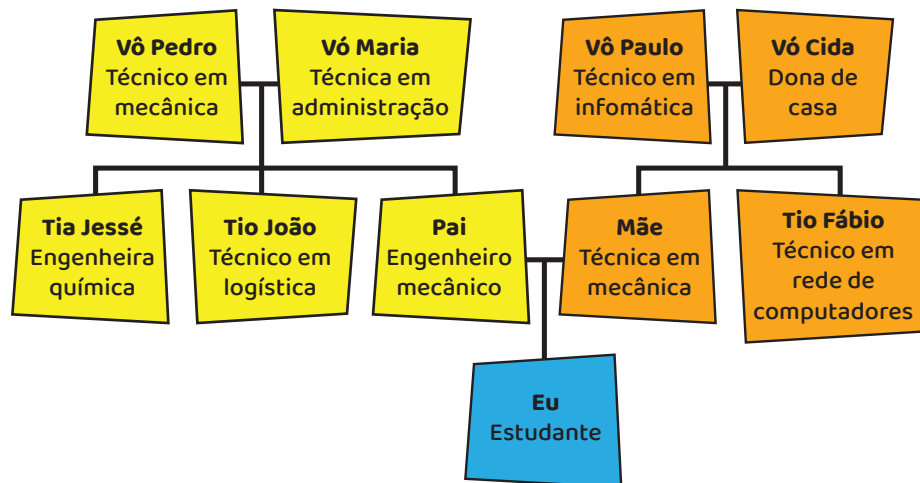 Vô Pedro
Técnico em
mecânica
Vó Maria
Técnica em
administração
Vô Paulo
Técnico em
infomática
Vó Cida
Dona de
casa
Tia Jessé
Engenheira
química
Tio João
Técnico em
logística
Pai
Engenheiro
mecânico
Mãe
Técnica em
mecânica
Tio Fábio
Técnico em
rede de
computadores
Eu
Estudante